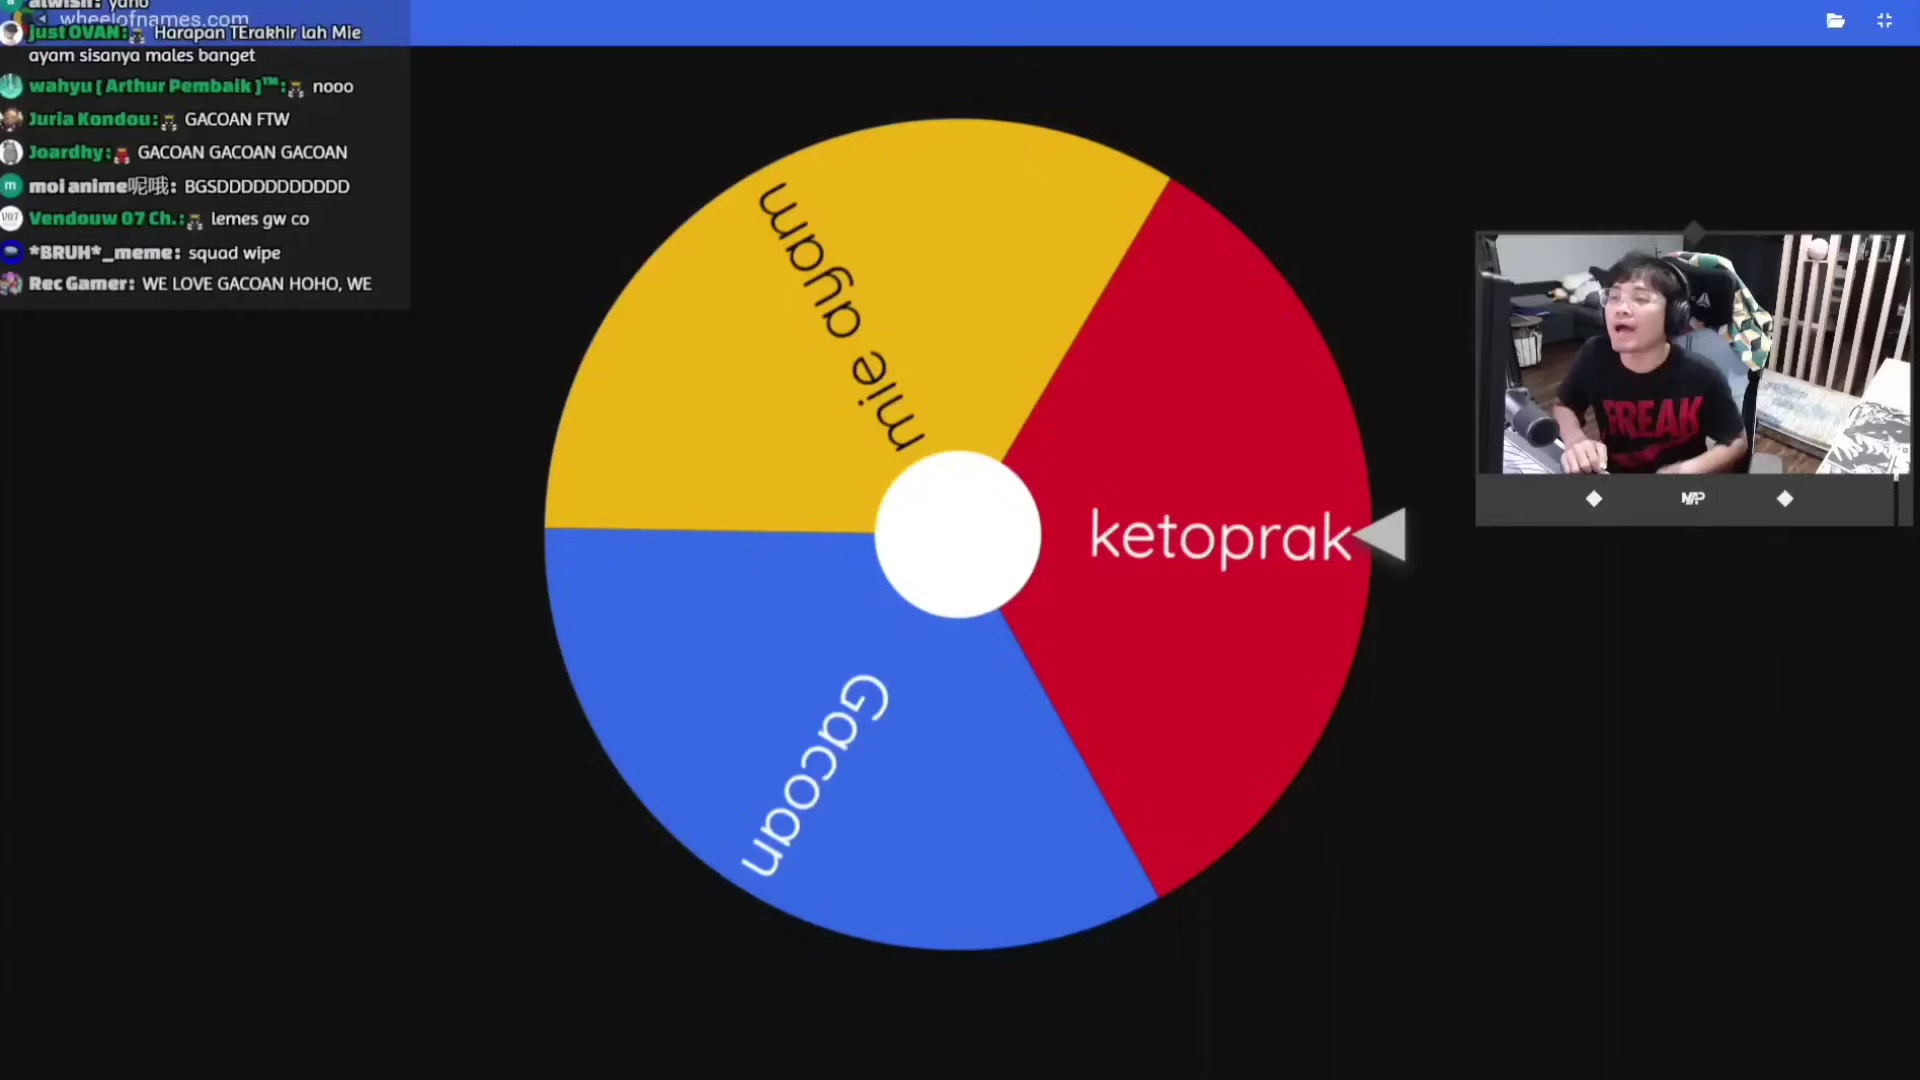 alwish: yaho
wheelofnames.com
Just OVAN: Harapan TErakhir lah Mie
ayam sisanya males banget
wahyu [ Arthur Pembaik ]™: nooo
Juria Kondou: GACOAN FTW
Joardhy: GACOAN GACOAN GACOAN
moi anime呢哦: BGSDDDDDDDDDDD
Vendouw 07 Ch.: lemes gw co
*BRUH*_meme: squad wipe
Rec Gamer: WE LOVE GACOAN HOHO, WE
mie ayam
ketoprak
Gacoan
FREAK